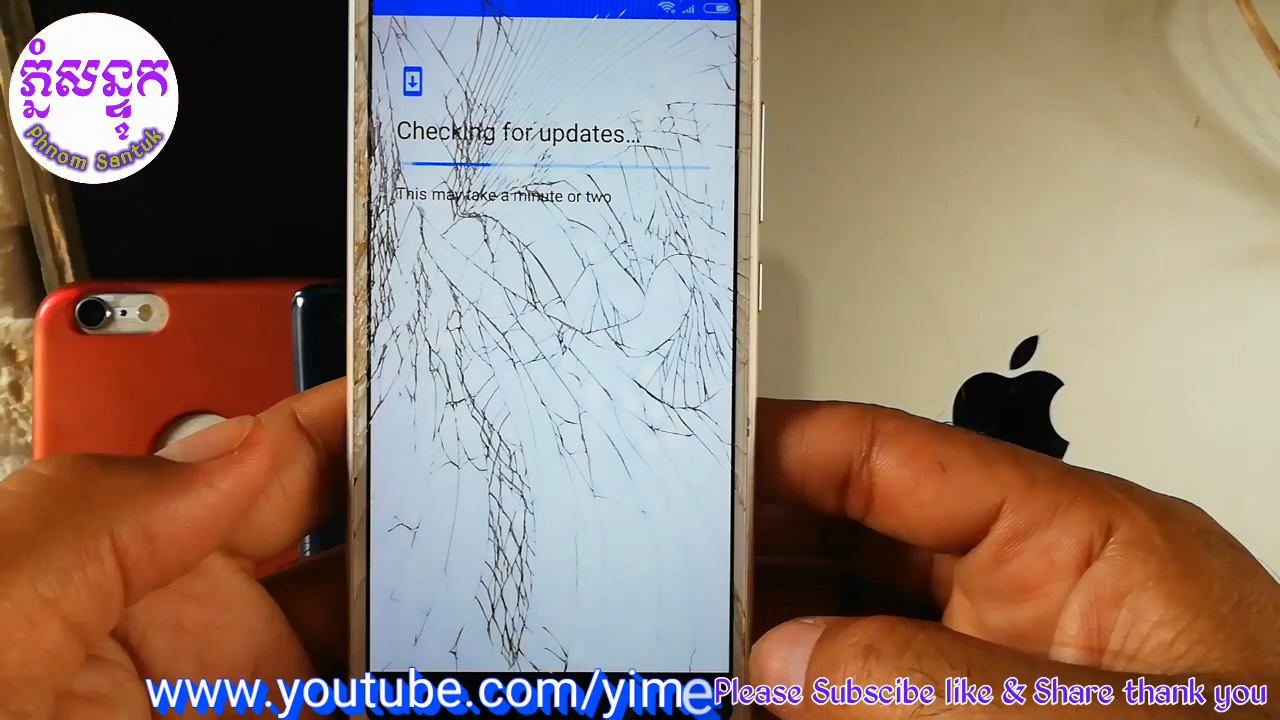 ភ្នំសន្ទុក
Phnom Santuk
Checking for updates...
This may take a minute or two
www.youtube.com/yime
Please Subscibe like & Share thank you